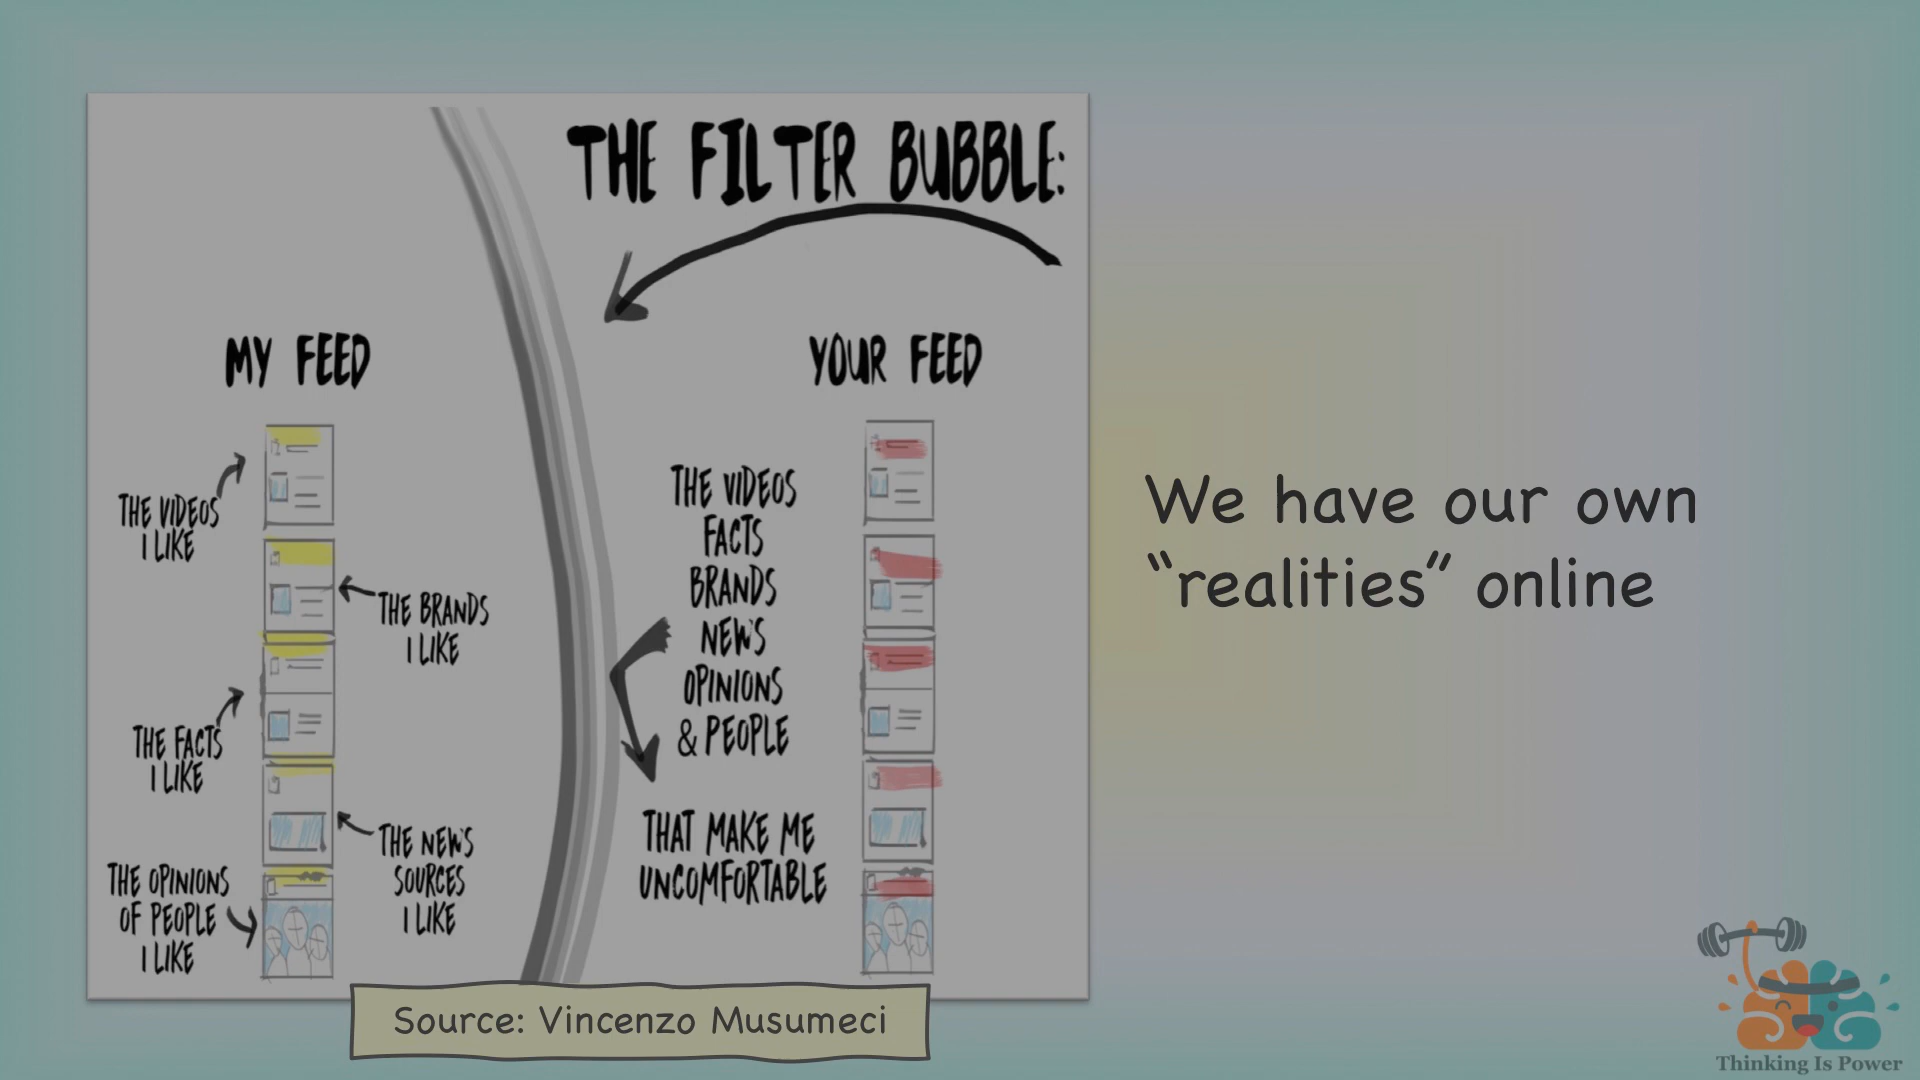 THE FILTER BUBBLE:
MY FEED
THE VIDEOS
I LIKE
THE BRANDS
I LIKE
THE FACTS
I LIKE
THE NEWS
SOURCES
I LIKE
THE OPINIONS
OF PEOPLE
I LIKE
YOUR FEED
THE VIDEOS
FACTS
BRANDS
NEWS
OPINIONS
& PEOPLE
THAT MAKE ME
UNCOMFORTABLE
We have our own
“realities” online
Source: Vincenzo Musumeci
Thinking Is Power